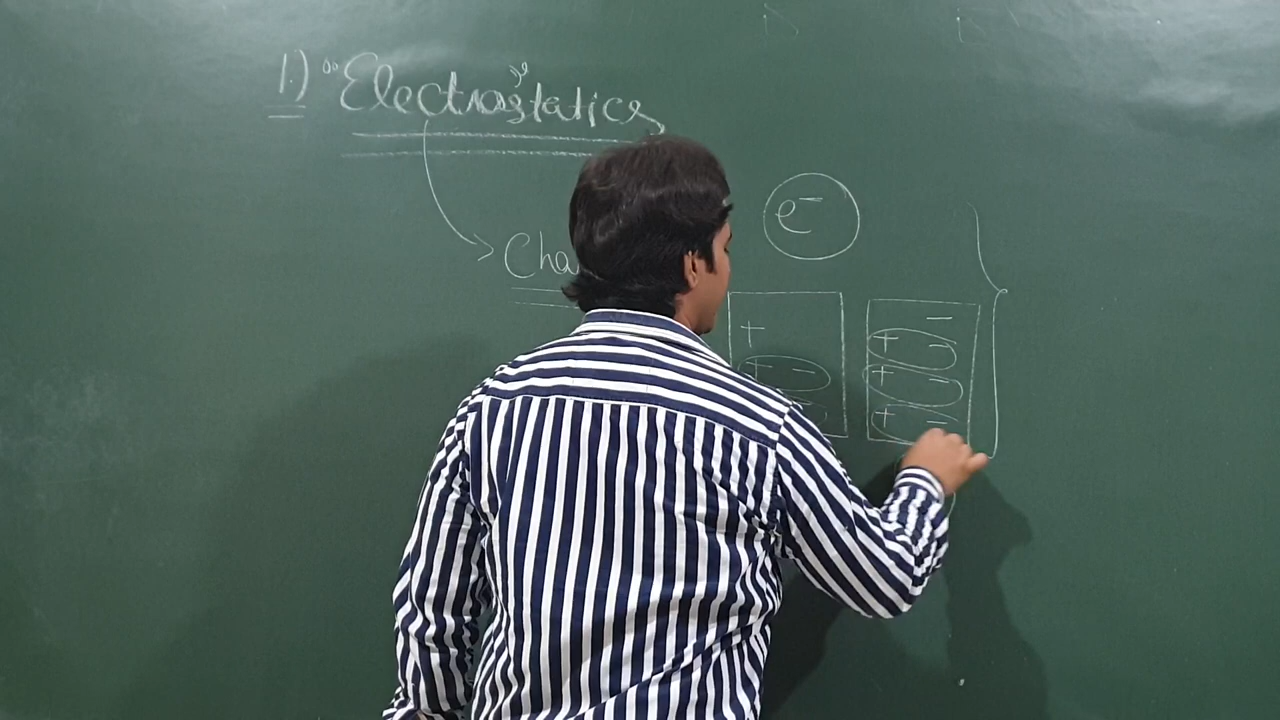 1.) "Electrostatics"
e⁻
Cha
+
+ -
-
+ -
+ -
+ -